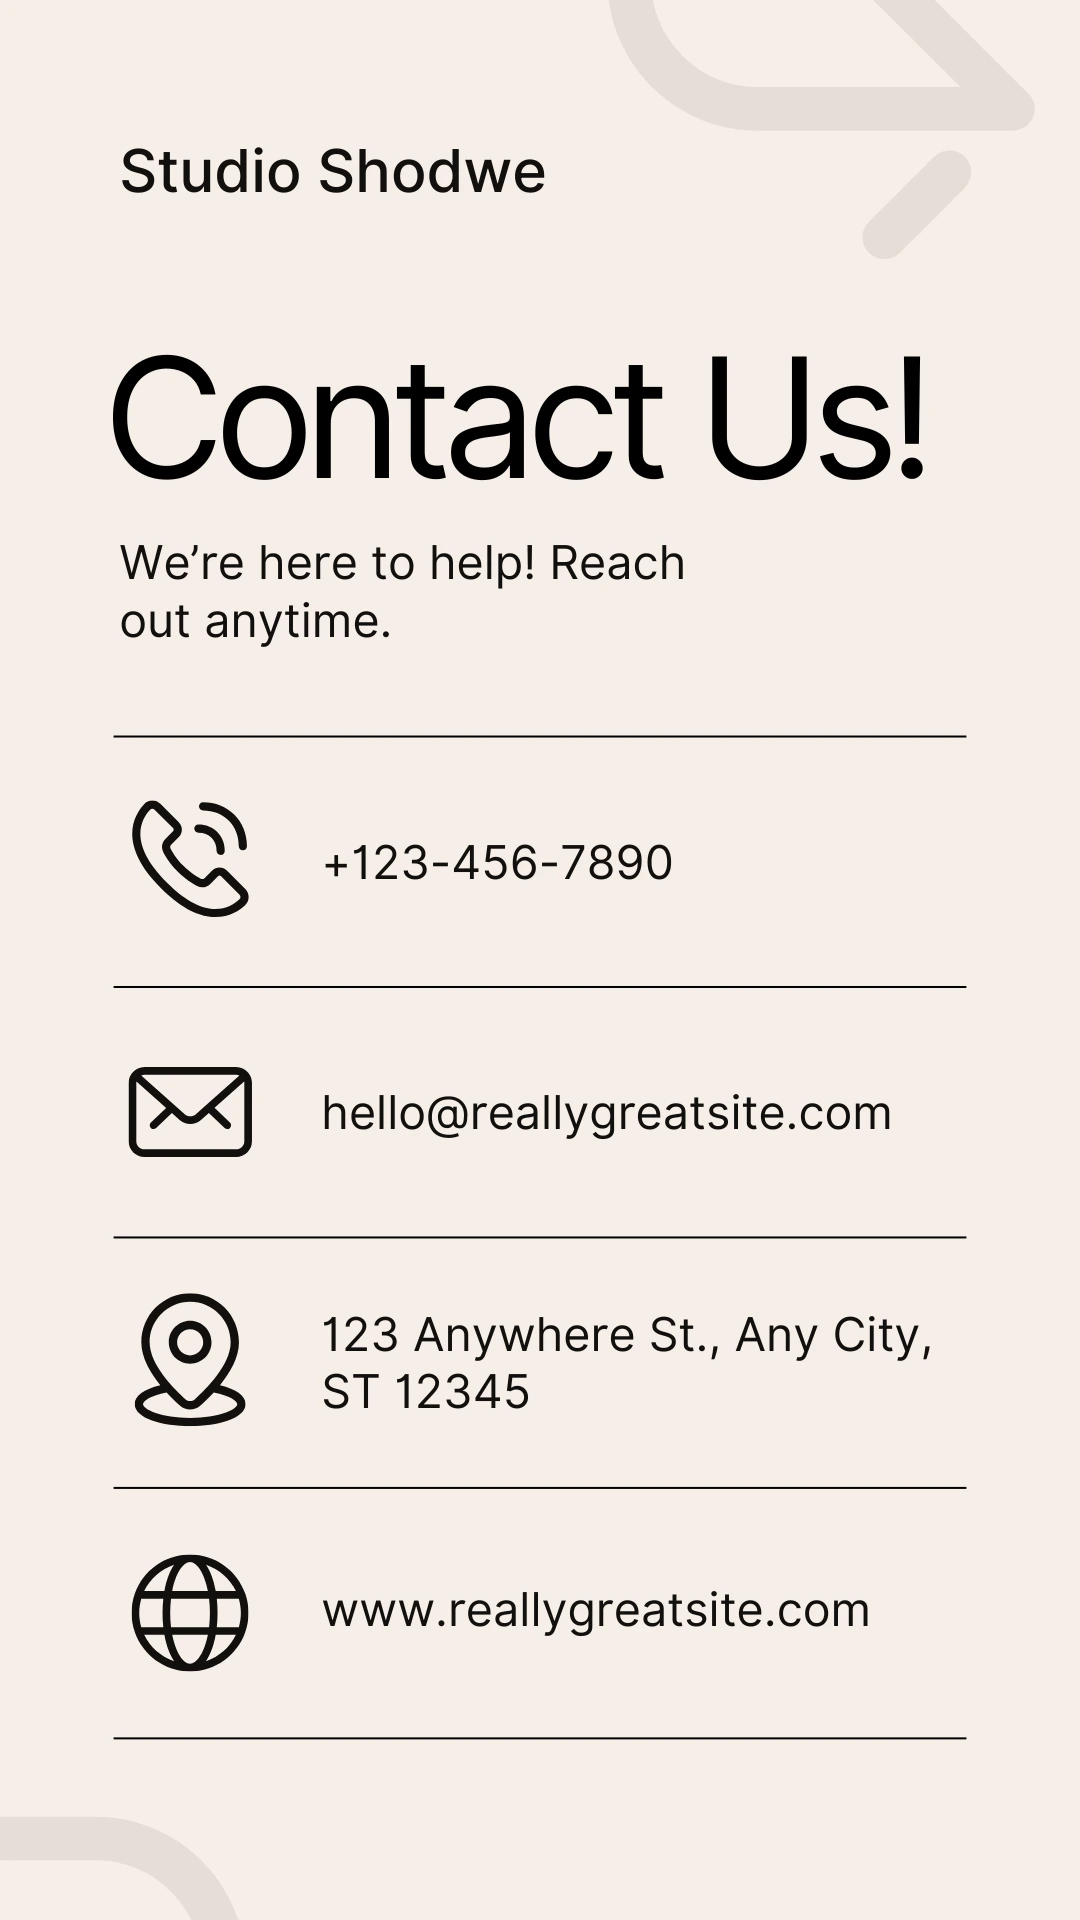 Studio Shodwe
Contact Us!
We’re here to help! Reach
out anytime.
+123-456-7890
hello@reallygreatsite.com
123 Anywhere St., Any City,
ST 12345
www.reallygreatsite.com